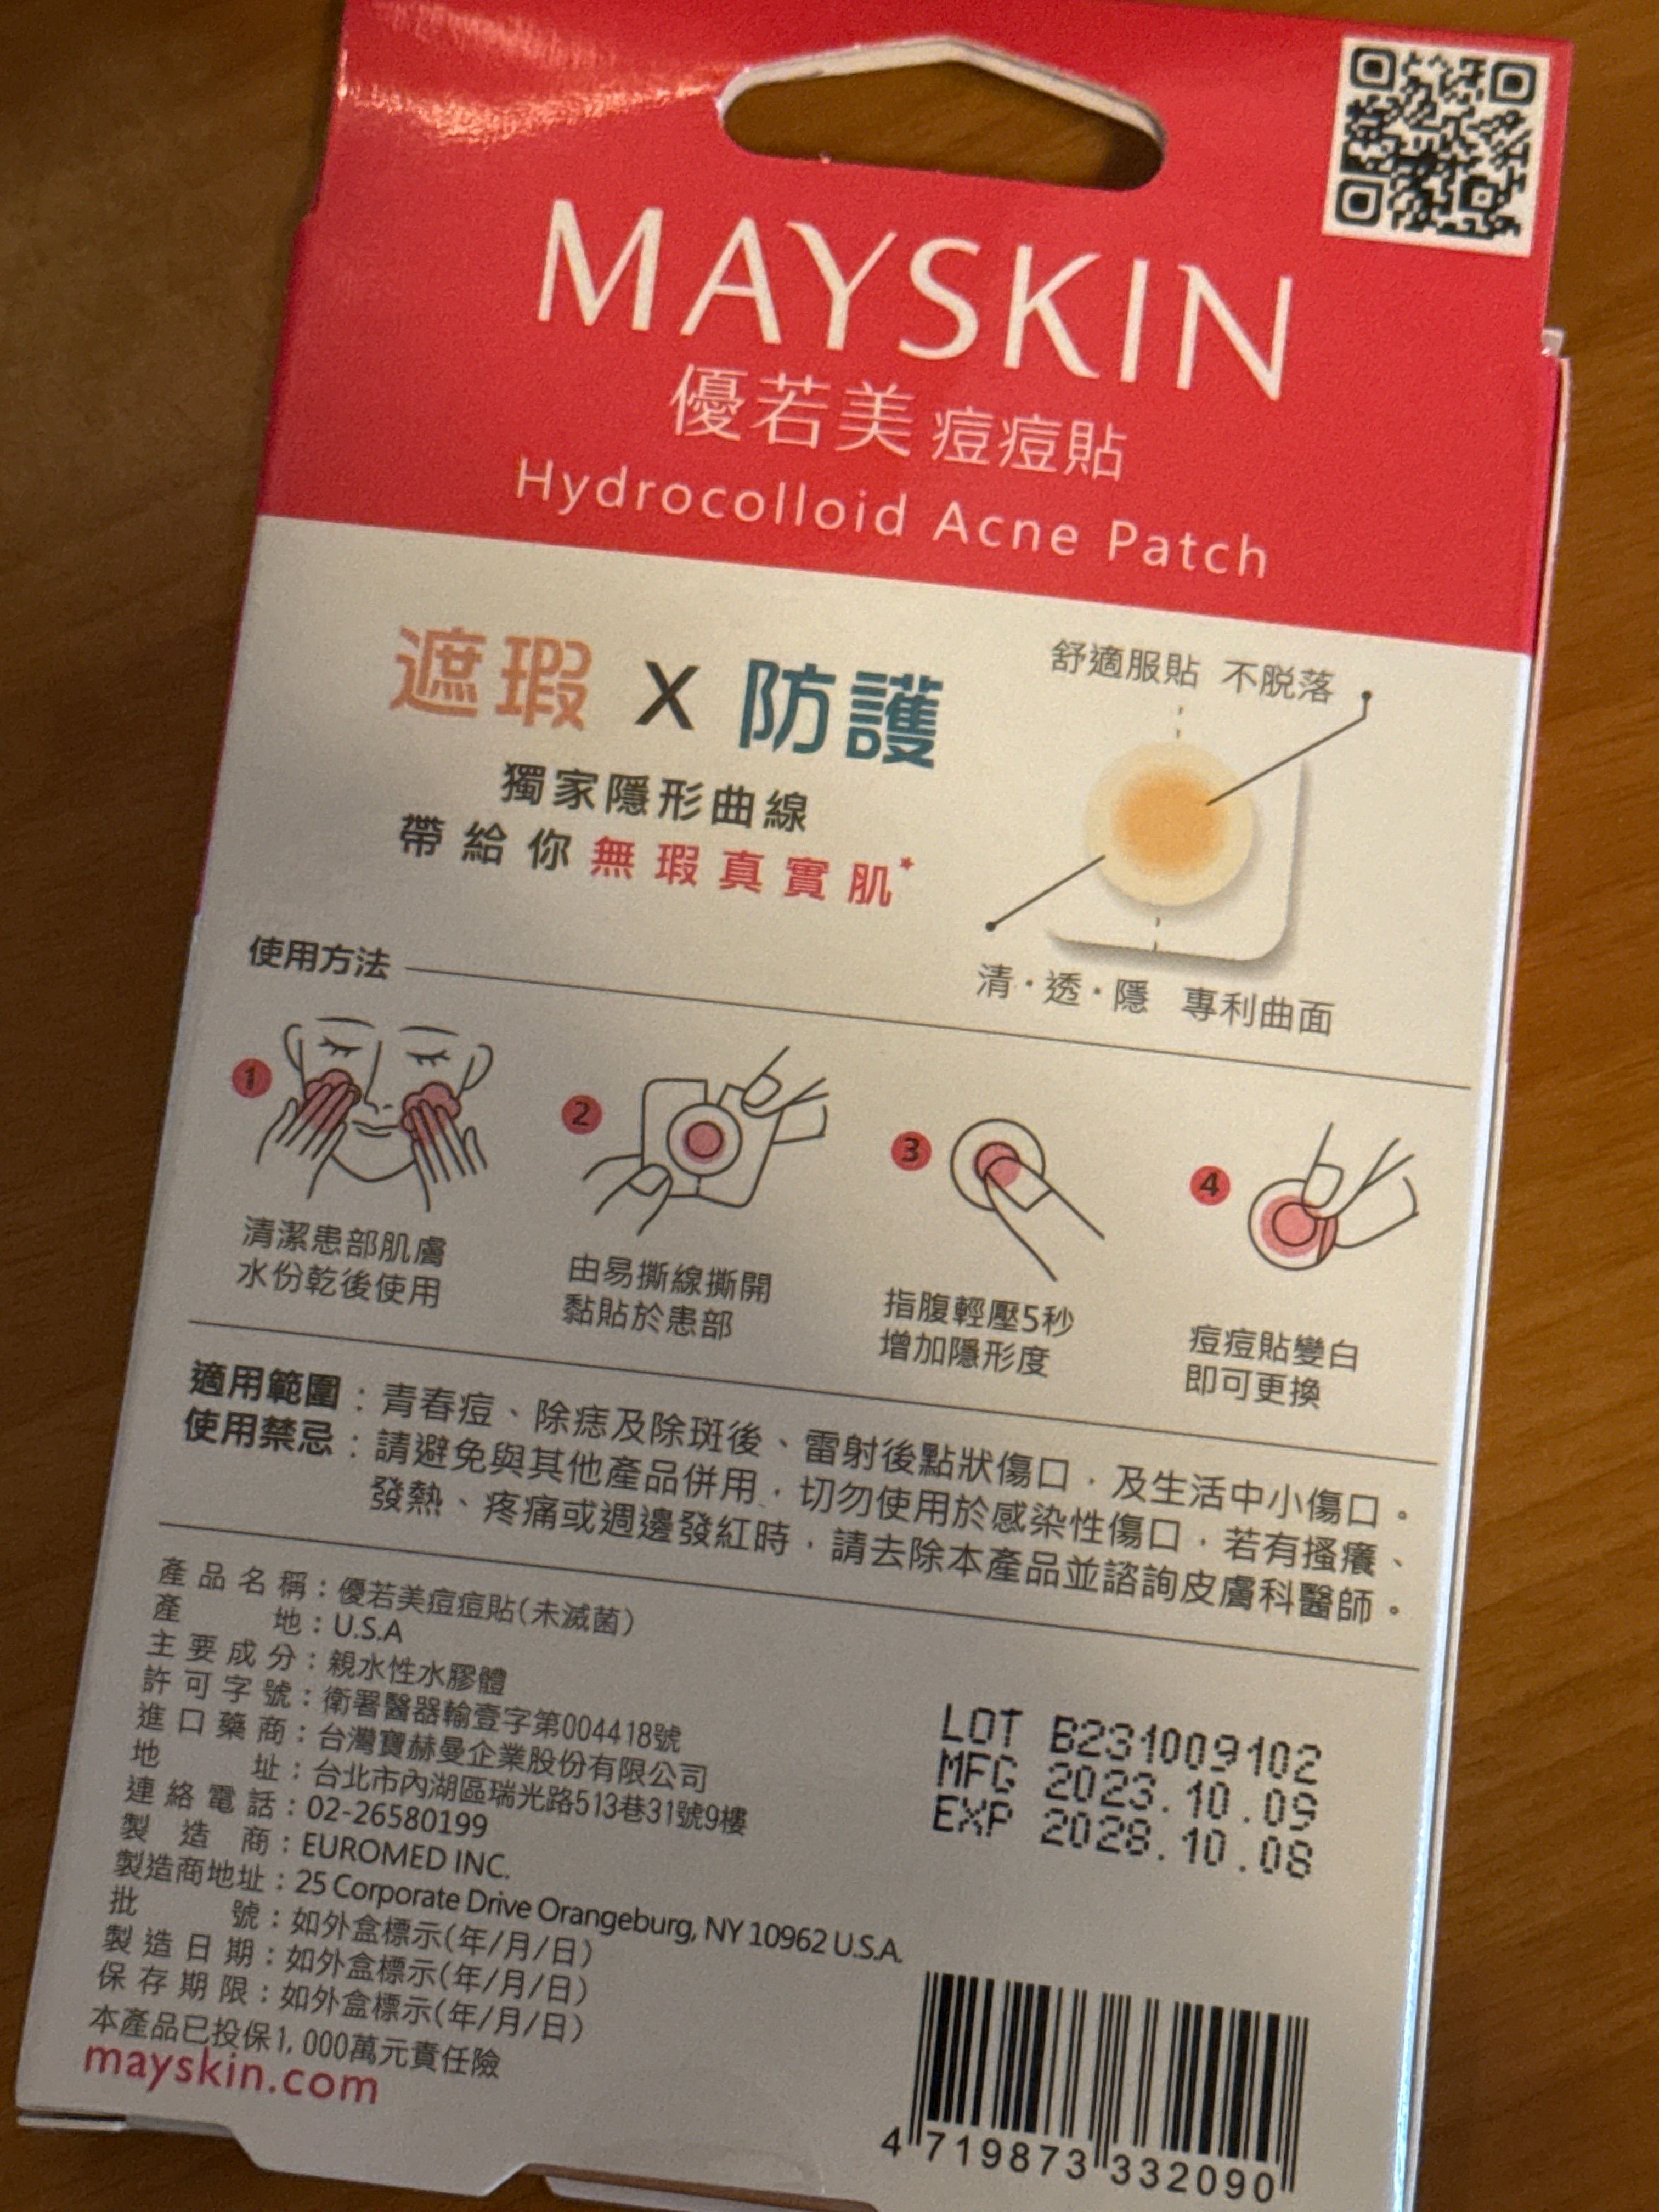 MAYSKIN
優若美 痘痘貼
Hydrocolloid Acne Patch
遮瑕 X 防護
獨家隱形曲線
帶給你無瑕真實肌*
舒適服貼 不脫落
清·透·隱 專利曲面
使用方法
1
清潔患部肌膚
水份乾後使用
2
由易撕線撕開
黏貼於患部
3
指腹輕壓5秒
增加隱形度
4
痘痘貼變白
即可更換
適用範圍：青春痘、除痣及除斑後、雷射後點狀傷口，及生活中小傷口。
使用禁忌：請避免與其他產品併用，切勿使用於感染性傷口，若有搔癢、
發熱、疼痛或週邊發紅時，請去除本產品並諮詢皮膚科醫師。
產品名稱：優若美痘痘貼(未滅菌)
產地：U.S.A
主要成分：親水性水膠體
許可字號：衛署醫器輸壹字第004418號
進口藥商：台灣寶赫曼企業股份有限公司
地址：台北市內湖區瑞光路513巷31號9樓
連絡電話：02-26580199
製造商：EUROMED INC.
製造商地址：25 Corporate Drive Orangeburg, NY 10962 U.S.A.
批號：如外盒標示(年/月/日)
製造日期：如外盒標示(年/月/日)
保存期限：如外盒標示(年/月/日)
本產品已投保1,000萬元責任險
mayskin.com
LOT B231009102
MFG 2023.10.09
EXP 2028.10.08
4 719873 332090